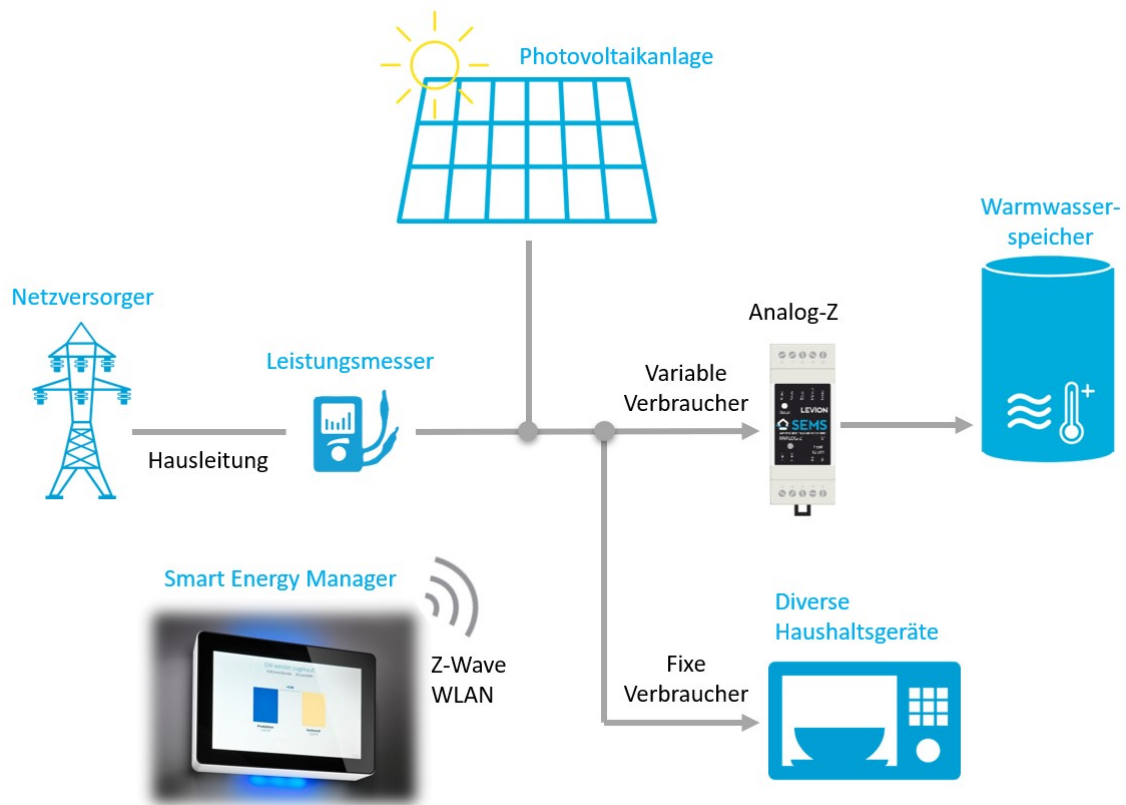 Photovoltaikanlage
Warmwasser-
speicher
Netzversorger
Analog-Z
Leistungsmesser
Variable
Verbraucher
LEVION
SEMS
ANALOG-Z
Hausleitung
Smart Energy Manager
Z-Wave
WLAN
Diverse
Haushaltsgeräte
Fixe
Verbraucher